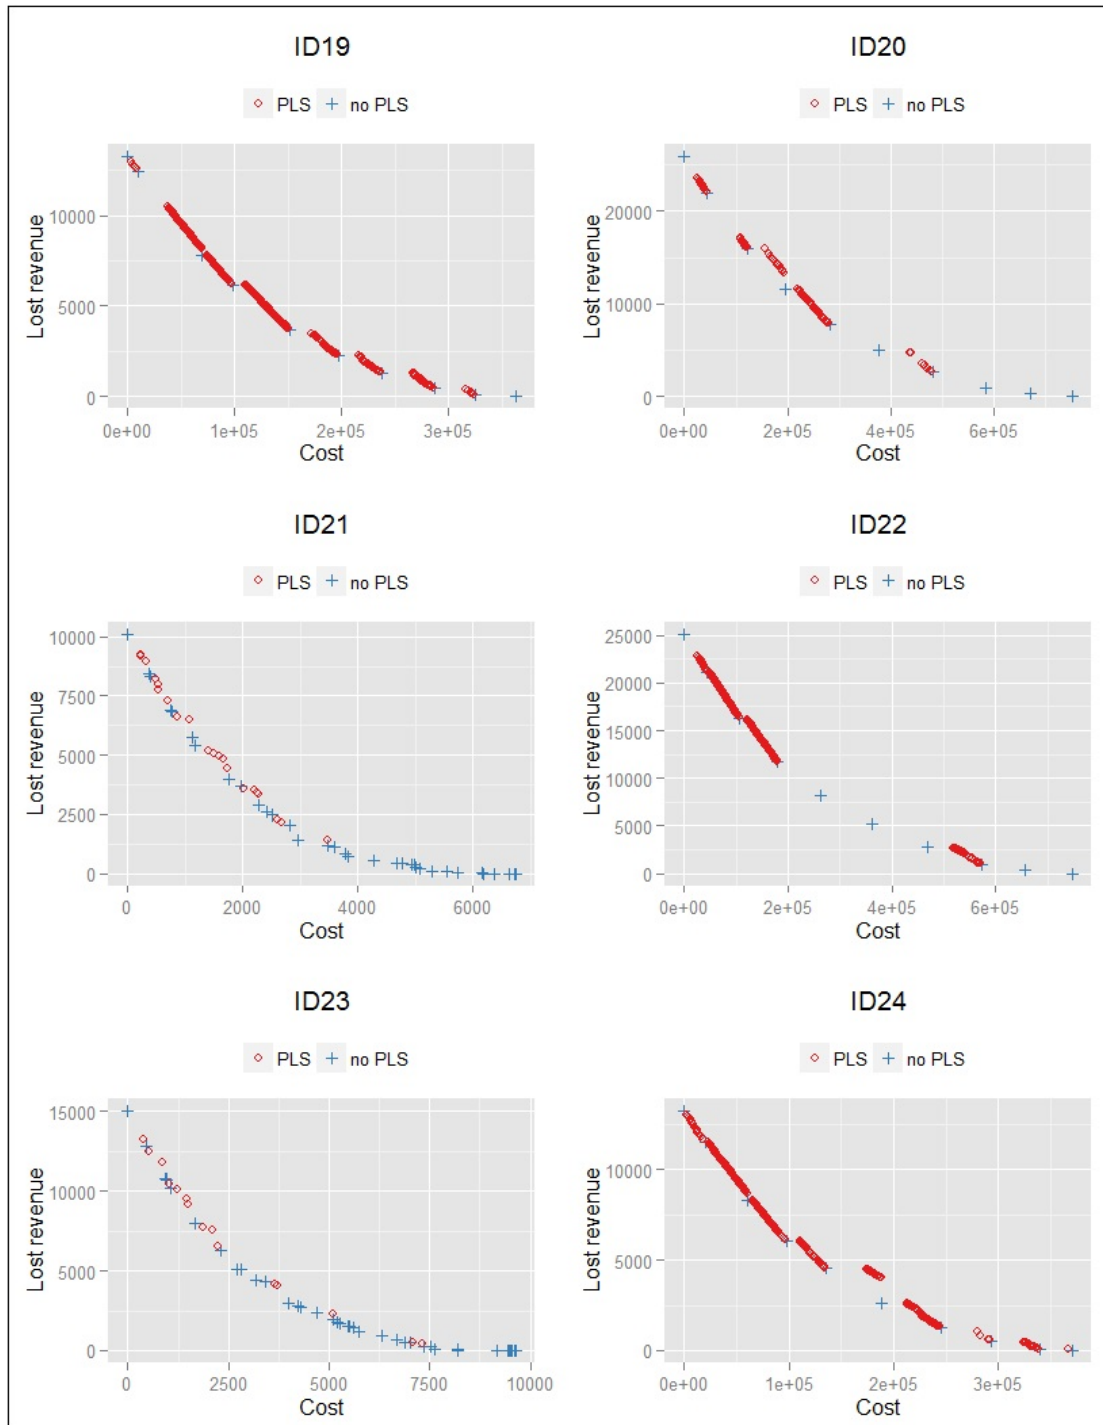 ID19
PLS no PLS
Lost revenue
10000
5000
0
0e+00 1e+05 2e+05 3e+05
Cost
ID20
PLS no PLS
Lost revenue
20000
10000
0
0e+00 2e+05 4e+05 6e+05
Cost
ID21
PLS no PLS
Lost revenue
10000
7500
5000
2500
0
0 2000 4000 6000
Cost
ID22
PLS no PLS
Lost revenue
25000
20000
15000
10000
5000
0
0e+00 2e+05 4e+05 6e+05
Cost
ID23
PLS no PLS
Lost revenue
15000
10000
5000
0
0 2500 5000 7500 10000
Cost
ID24
PLS no PLS
Lost revenue
10000
5000
0
0e+00 1e+05 2e+05 3e+05
Cost